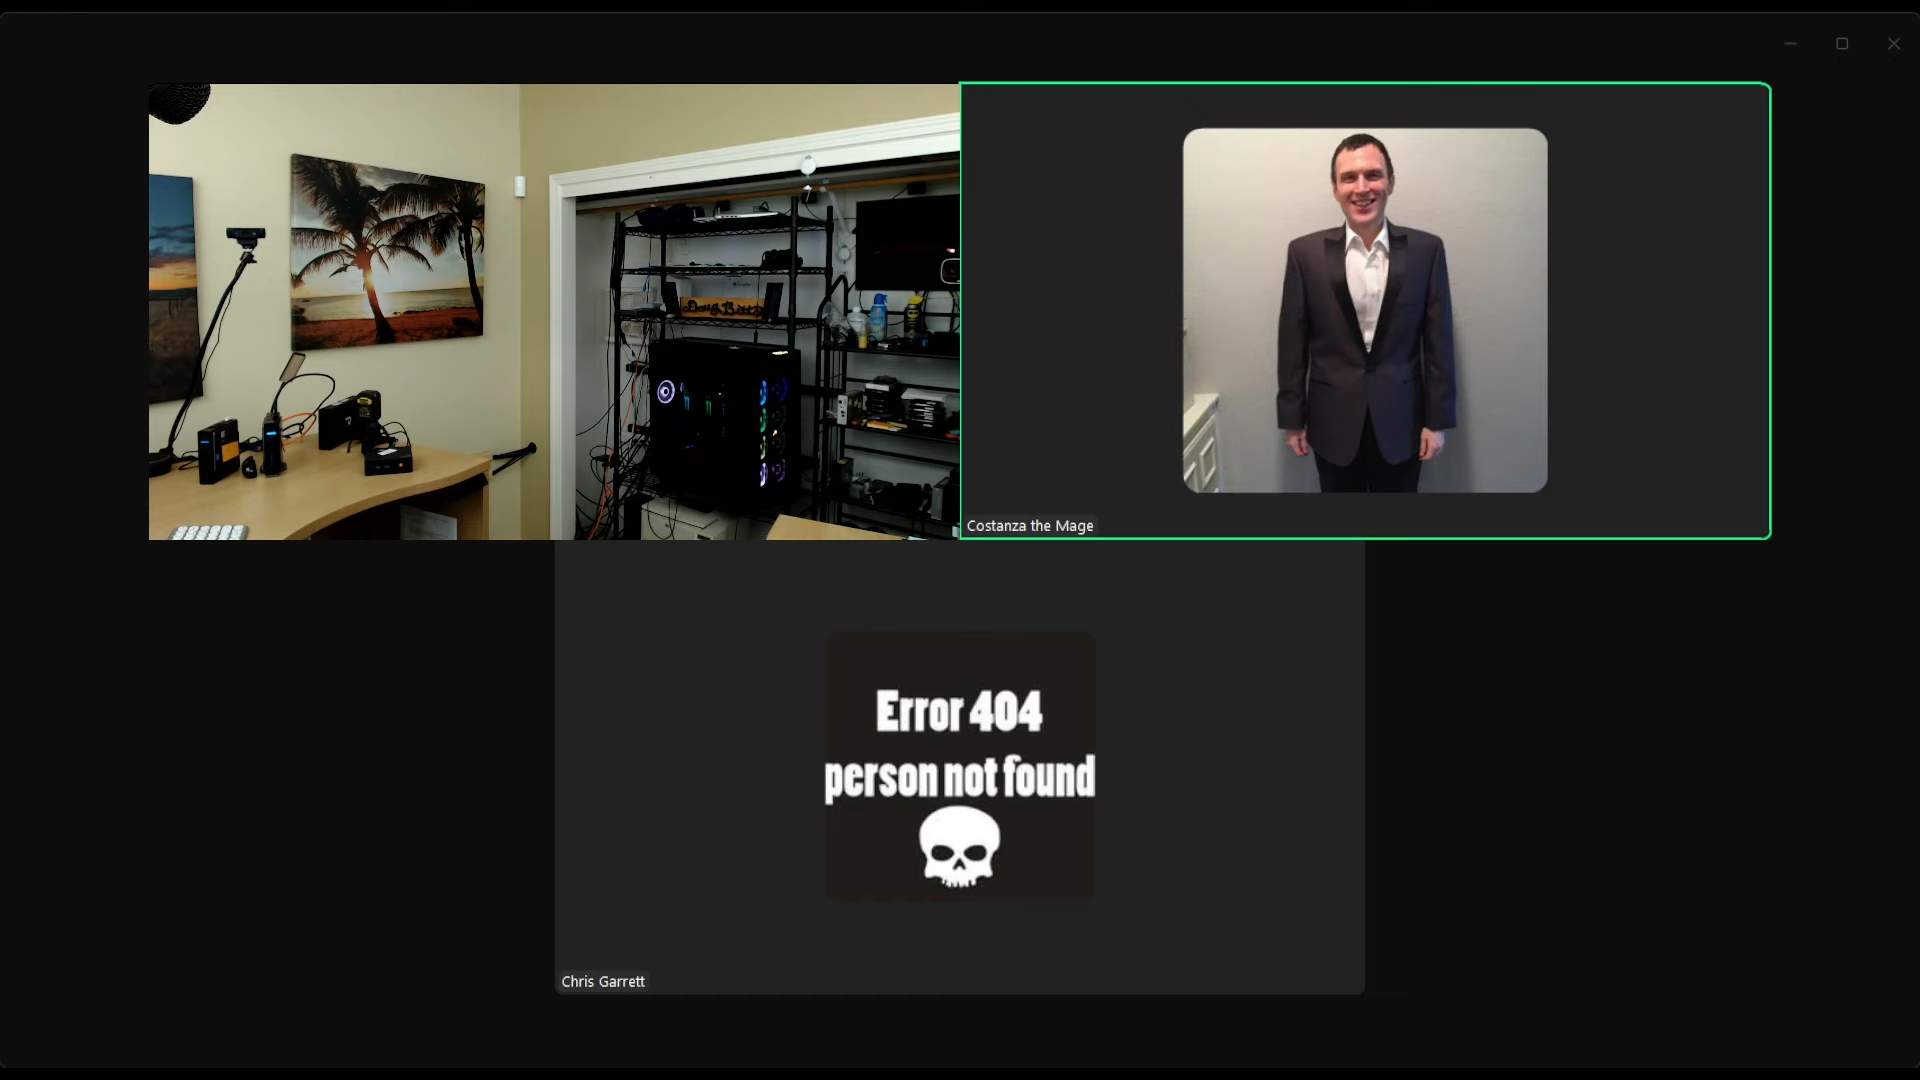 Costanza the Mage
Error 404
person not found
Chris Garrett